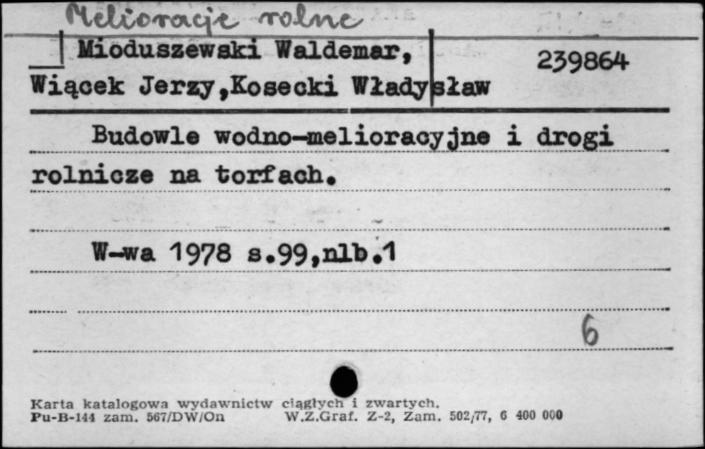 Melioracje rolne
Mioduszewski Waldemar, 239864
Wiącek Jerzy,Kosecki Władysław
Budowle wodno-melioracyjne i drogi
rolnicze na torfach.
W-wa 1978 s.99,nlb.1
6
Karta katalogowa wydawnictw ciągłych i zwartych.
Pu-B-144 zam. 567/DW/On W.Z.Graf. Z-2, Zam. 502/77, 6 400 000